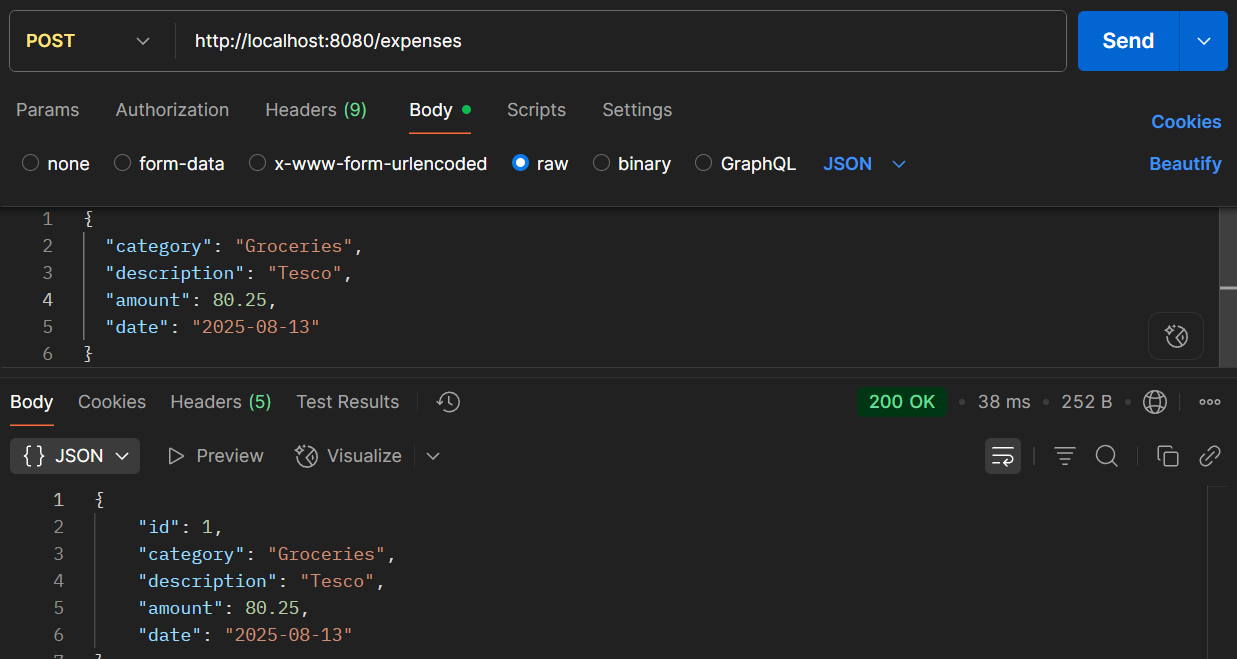 POST http://localhost:8080/expenses Send
Params Authorization Headers (9) Body Scripts Settings Cookies
none form-data x-www-form-urlencoded raw binary GraphQL JSON Beautify
1 {
2 "category": "Groceries",
3 "description": "Tesco",
4 "amount": 80.25,
5 "date": "2025-08-13"
6 }
Body Cookies Headers (5) Test Results 200 OK • 38 ms • 252 B •
{} JSON Preview Visualize
1 {
2 "id": 1,
3 "category": "Groceries",
4 "description": "Tesco",
5 "amount": 80.25,
6 "date": "2025-08-13"
7 }